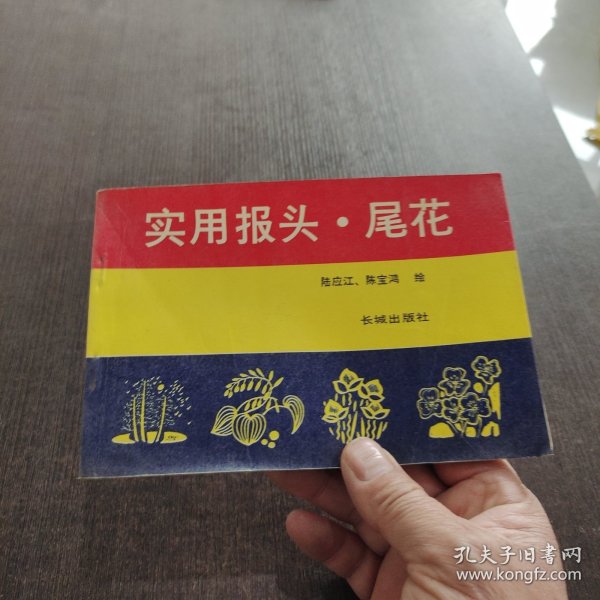 实用报头·尾花
陆应江、陈宝鸿 绘
长城出版社
孔夫子旧书网
www.kongfz.com